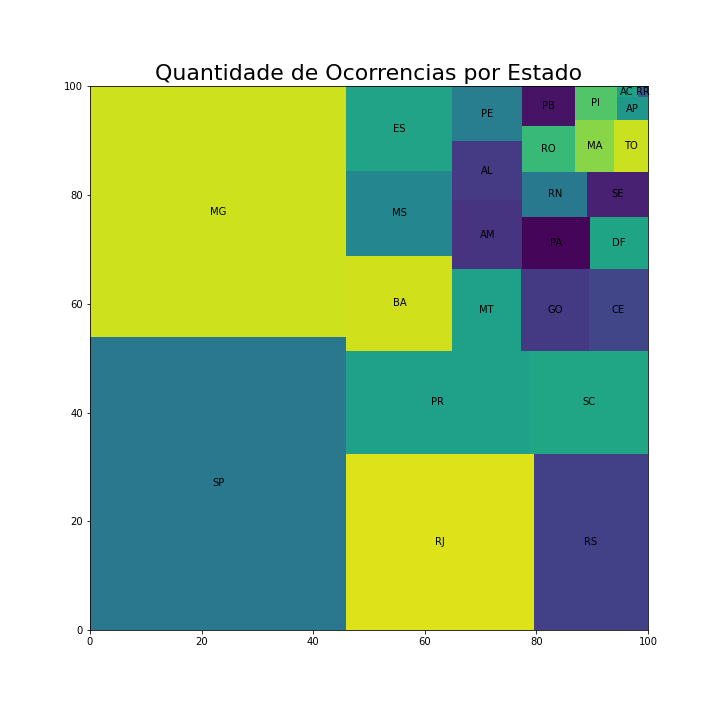 Quantidade de Ocorrencias por Estado
100
80
60
40
20
0
0 20 40 60 80 100
MG
SP
ES
MS
BA
PE
AL
AM
MT
PR
SC
RJ
RS
PB
RO
RN
PA
GO
PI
MA
TO
AC RR
AP
SE
DF
CE